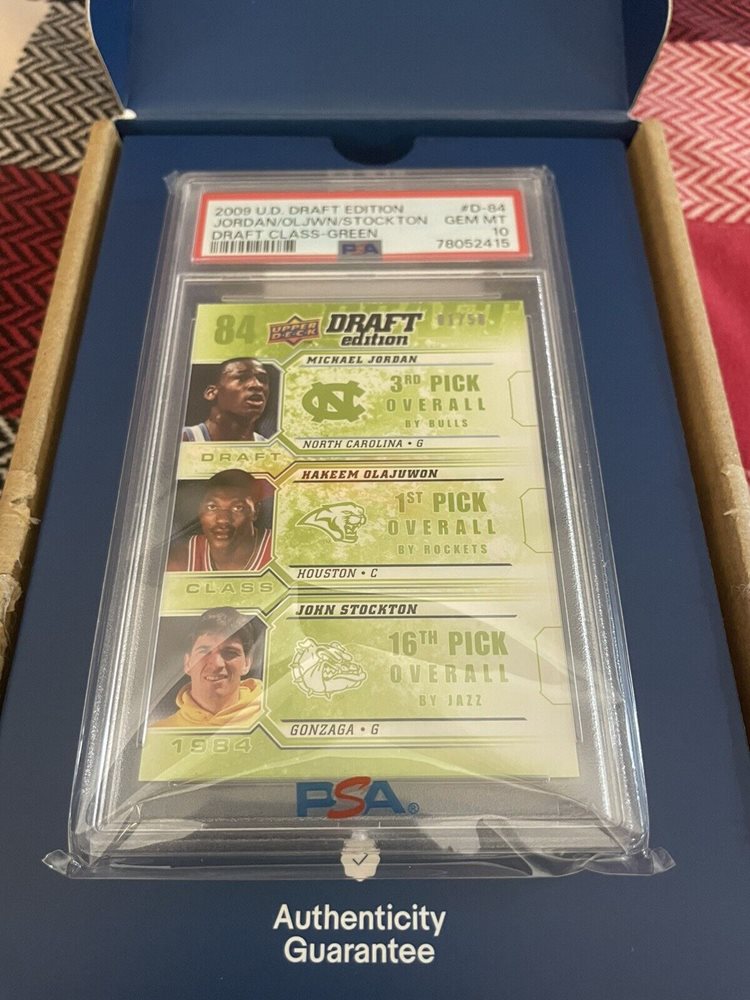 2009 U.D. DRAFT EDITION #D-84
JORDAN/OLJWN/STOCKTON GEM MT
DRAFT CLASS-GREEN 10
PSA 78052415
84 UPPER DECK DRAFT edition
MICHAEL JORDAN
3RD PICK
OVERALL
BY BULLS
NORTH CAROLINA • G
DRAFT
HAKEEM OLAJUWON
1ST PICK
OVERALL
BY ROCKETS
HOUSTON • C
CLASS
JOHN STOCKTON
16TH PICK
OVERALL
BY JAZZ
GONZAGA • G
1984
PSA®
Authenticity
Guarantee